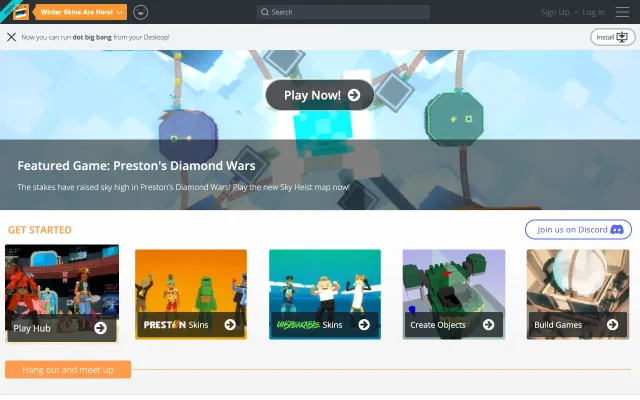 Winter Skins Are Here!
Search
Sign Up - Log In
Now you can run dot big bang from your Desktop!
Install
Play Now!
Featured Game: Preston's Diamond Wars
The stakes have raised sky high in Preston's Diamond Wars! Play the new Sky Heist map now!
GET STARTED
Join us on Discord
Play Hub
PRESTON Skins
UNSPEAKABLE Skins
Create Objects
Build Games
Hang out and meet up